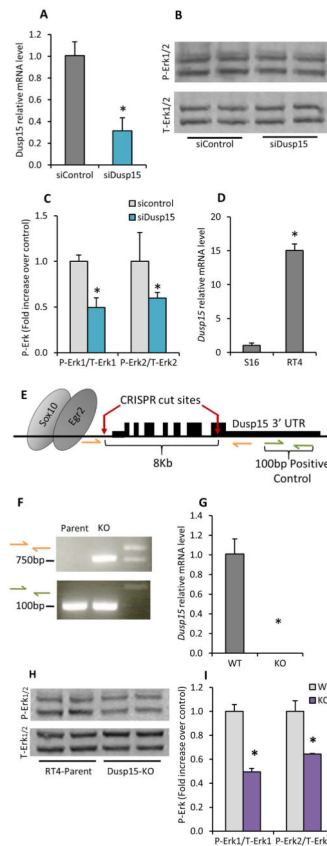 A
Dusp15 relative mRNA level
1.2
1.0
0.8
0.6
0.4
0.2
0.0
*
siControl
siDusp15
B
P-Erk1/2
T-Erk1/2
siControl
siDusp15
C
P-Erk (Fold increase over control)
1.5
1.0
0.5
0.0
sicontrol
siDusp15
*
*
P-Erk1/T-Erk1
P-Erk2/T-Erk2
D
Dusp15 relative mRNA level
20
15
10
5
0
*
S16
RT4
E
Sox10
Egr2
CRISPR cut sites
Dusp15 3' UTR
8Kb
100bp Positive
Control
F
Parent KO
750bp
100bp
G
Dusp15 relative mRNA level
1.4
1.2
1.0
0.8
0.6
0.4
0.2
0.0
*
WT
KO
H
P-Erk1/2
T-Erk1/2
RT4-Parent
Dusp15-KO
I
P-Erk (Fold increase over control)
1.2
1.0
0.8
0.6
0.4
0.2
0.0
WT
KO
*
*
P-Erk1/T-Erk1
P-Erk2/T-Erk